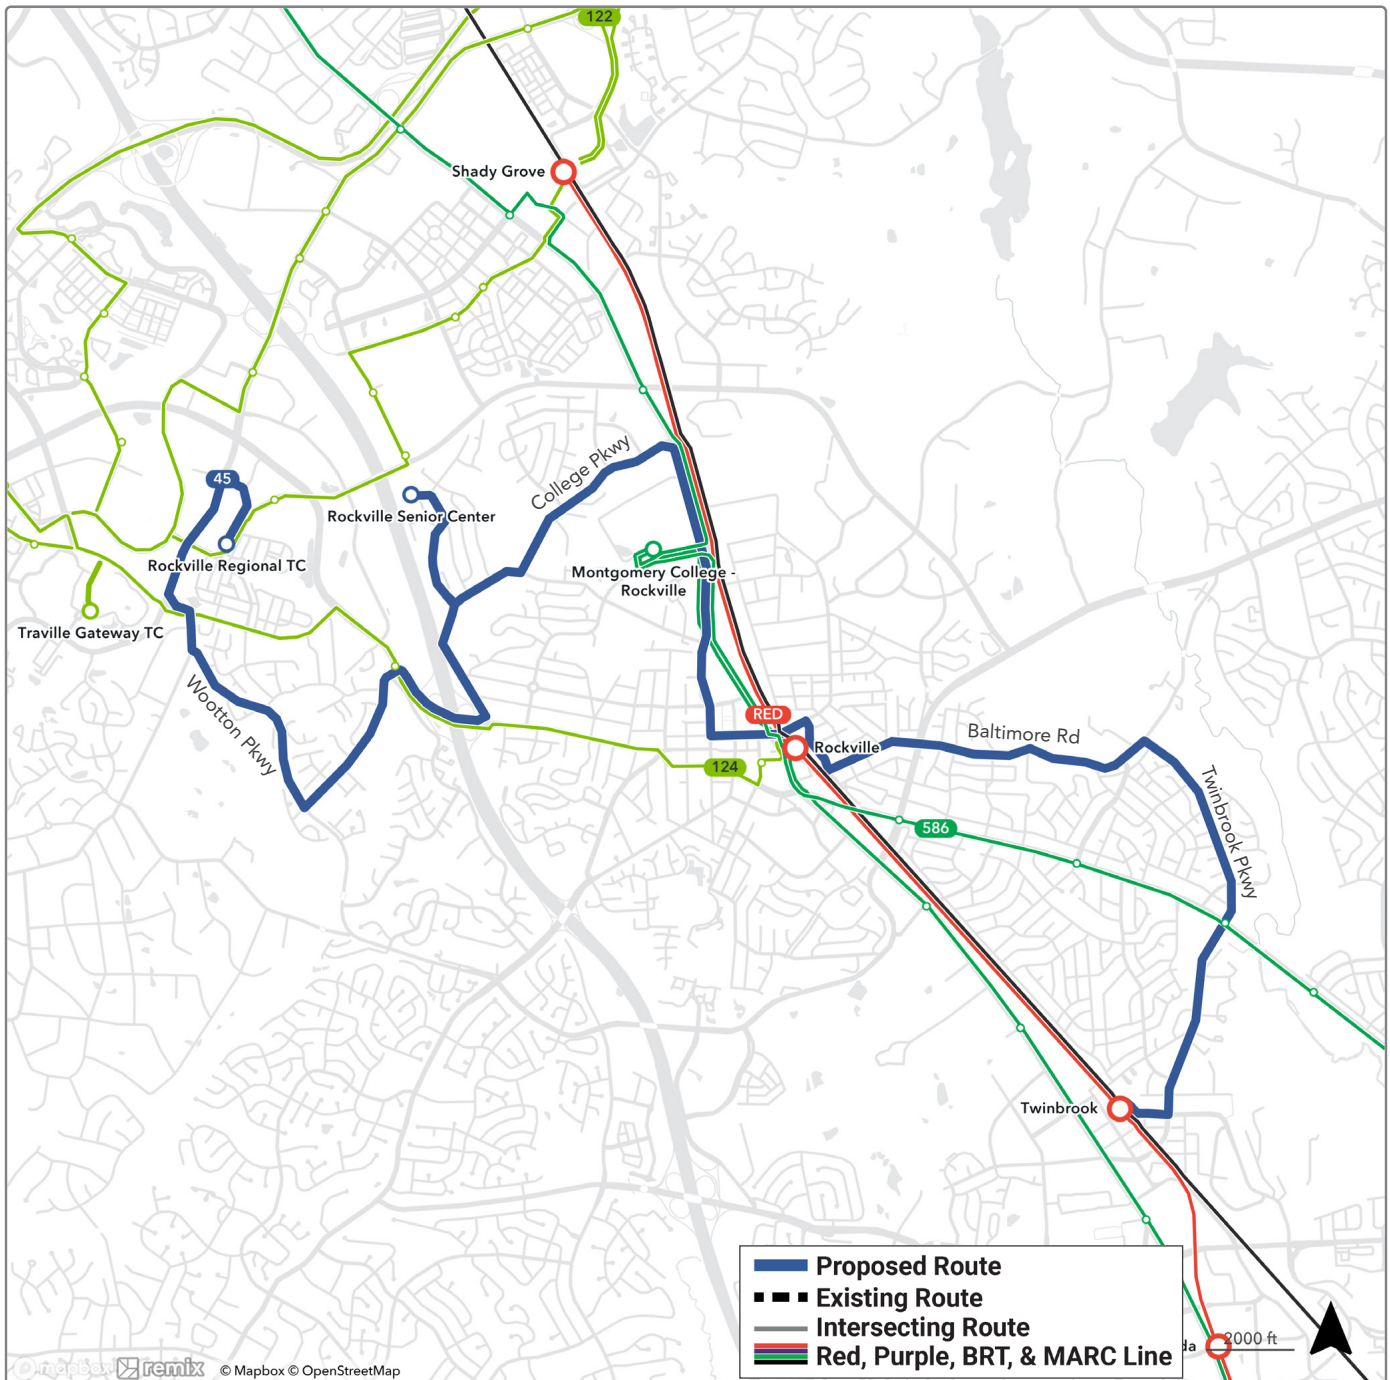 122
Shady Grove
College Pkwy
45
Rockville Senior Center
Rockville Regional TC
Montgomery College -
Rockville
Traville Gateway TC
Wootton Pkwy
RED
Rockville
Baltimore Rd
124
Twinbrook Pkwy
586
Twinbrook
Proposed Route
Existing Route
Intersecting Route
Red, Purple, BRT, & MARC Line
da
2000 ft
mapbox
remix
© Mapbox © OpenStreetMap